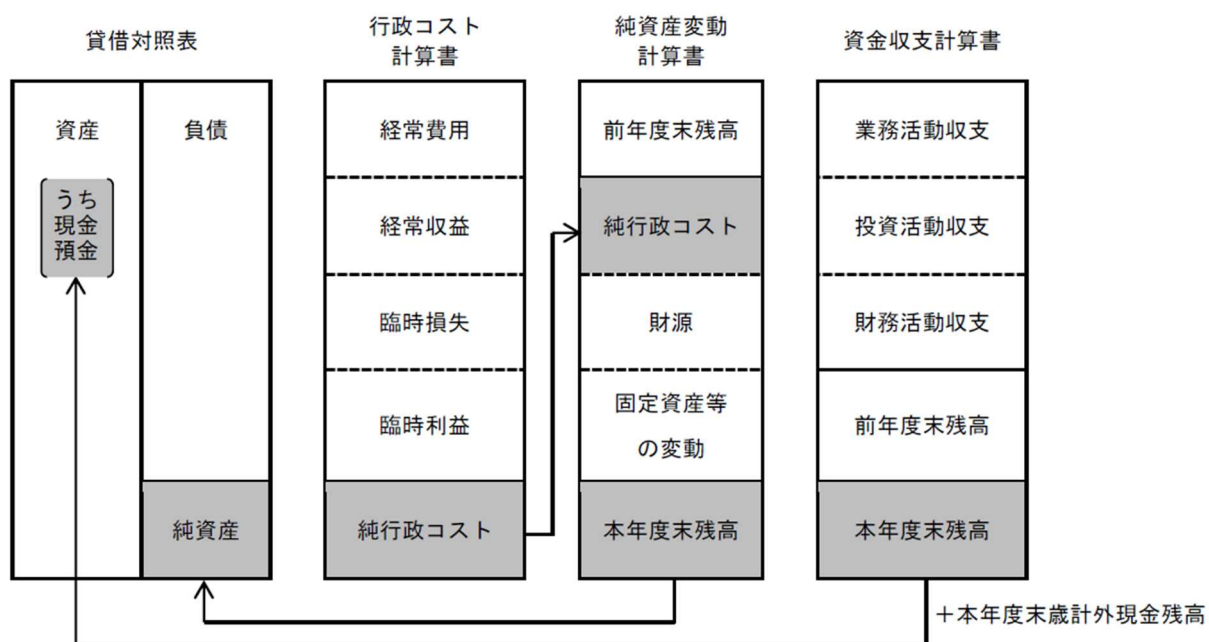 貸借対照表
資産
負債
うち
現金
預金
純資産
行政コスト
計算書
経常費用
経常収益
臨時損失
臨時利益
純行政コスト
純資産変動
計算書
前年度末残高
純行政コスト
財源
固定資産等
の変動
本年度末残高
資金収支計算書
業務活動収支
投資活動収支
財務活動収支
前年度末残高
本年度末残高
＋本年度末歳計外現金残高